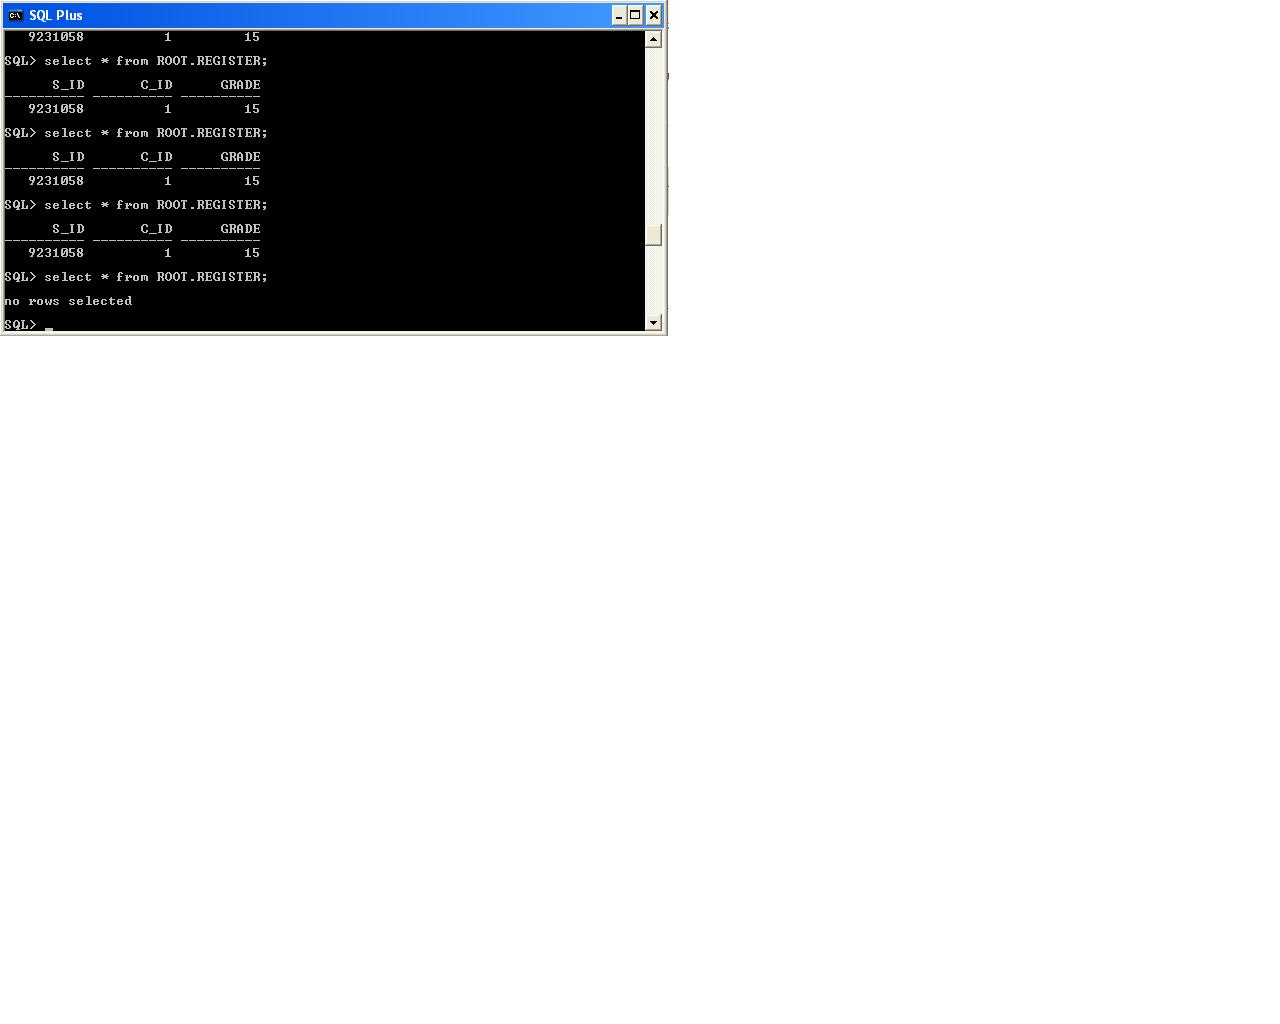 SQL Plus
9231058 1 15
SQL> select * from ROOT.REGISTER;
S_ID C_ID GRADE
---------- ---------- ----------
9231058 1 15
SQL> select * from ROOT.REGISTER;
S_ID C_ID GRADE
---------- ---------- ----------
9231058 1 15
SQL> select * from ROOT.REGISTER;
S_ID C_ID GRADE
---------- ---------- ----------
9231058 1 15
SQL> select * from ROOT.REGISTER;
no rows selected
SQL> _